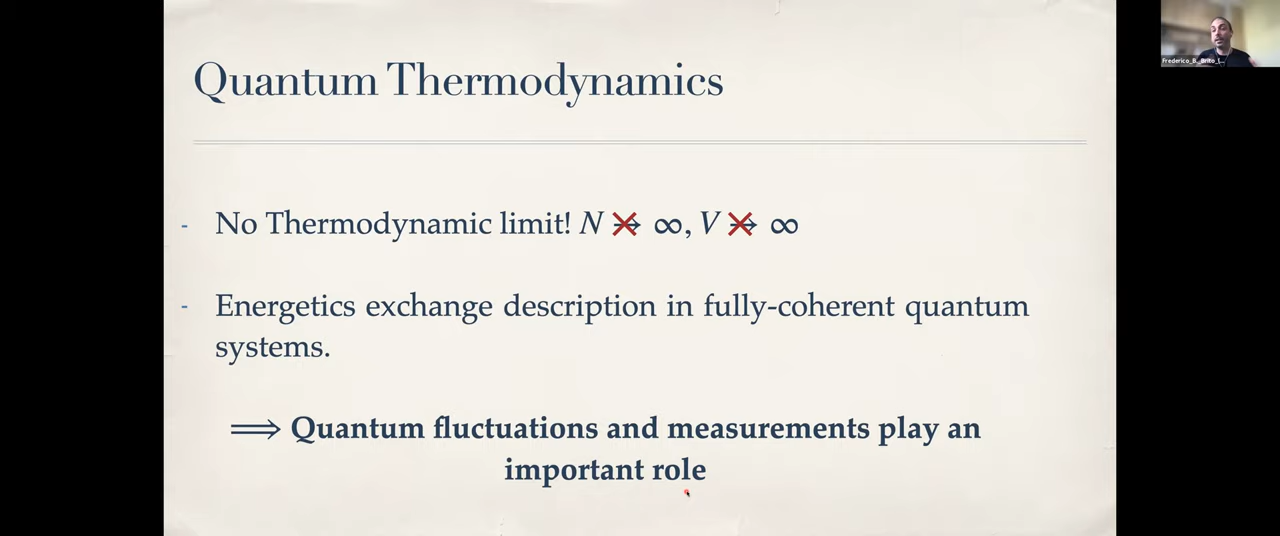 Quantum Thermodynamics
- No Thermodynamic limit! N ↛ ∞, V ↛ ∞
- Energetics exchange description in fully-coherent quantum
systems.
⟹ Quantum fluctuations and measurements play an
important role
Frederico_B._Brito_(...